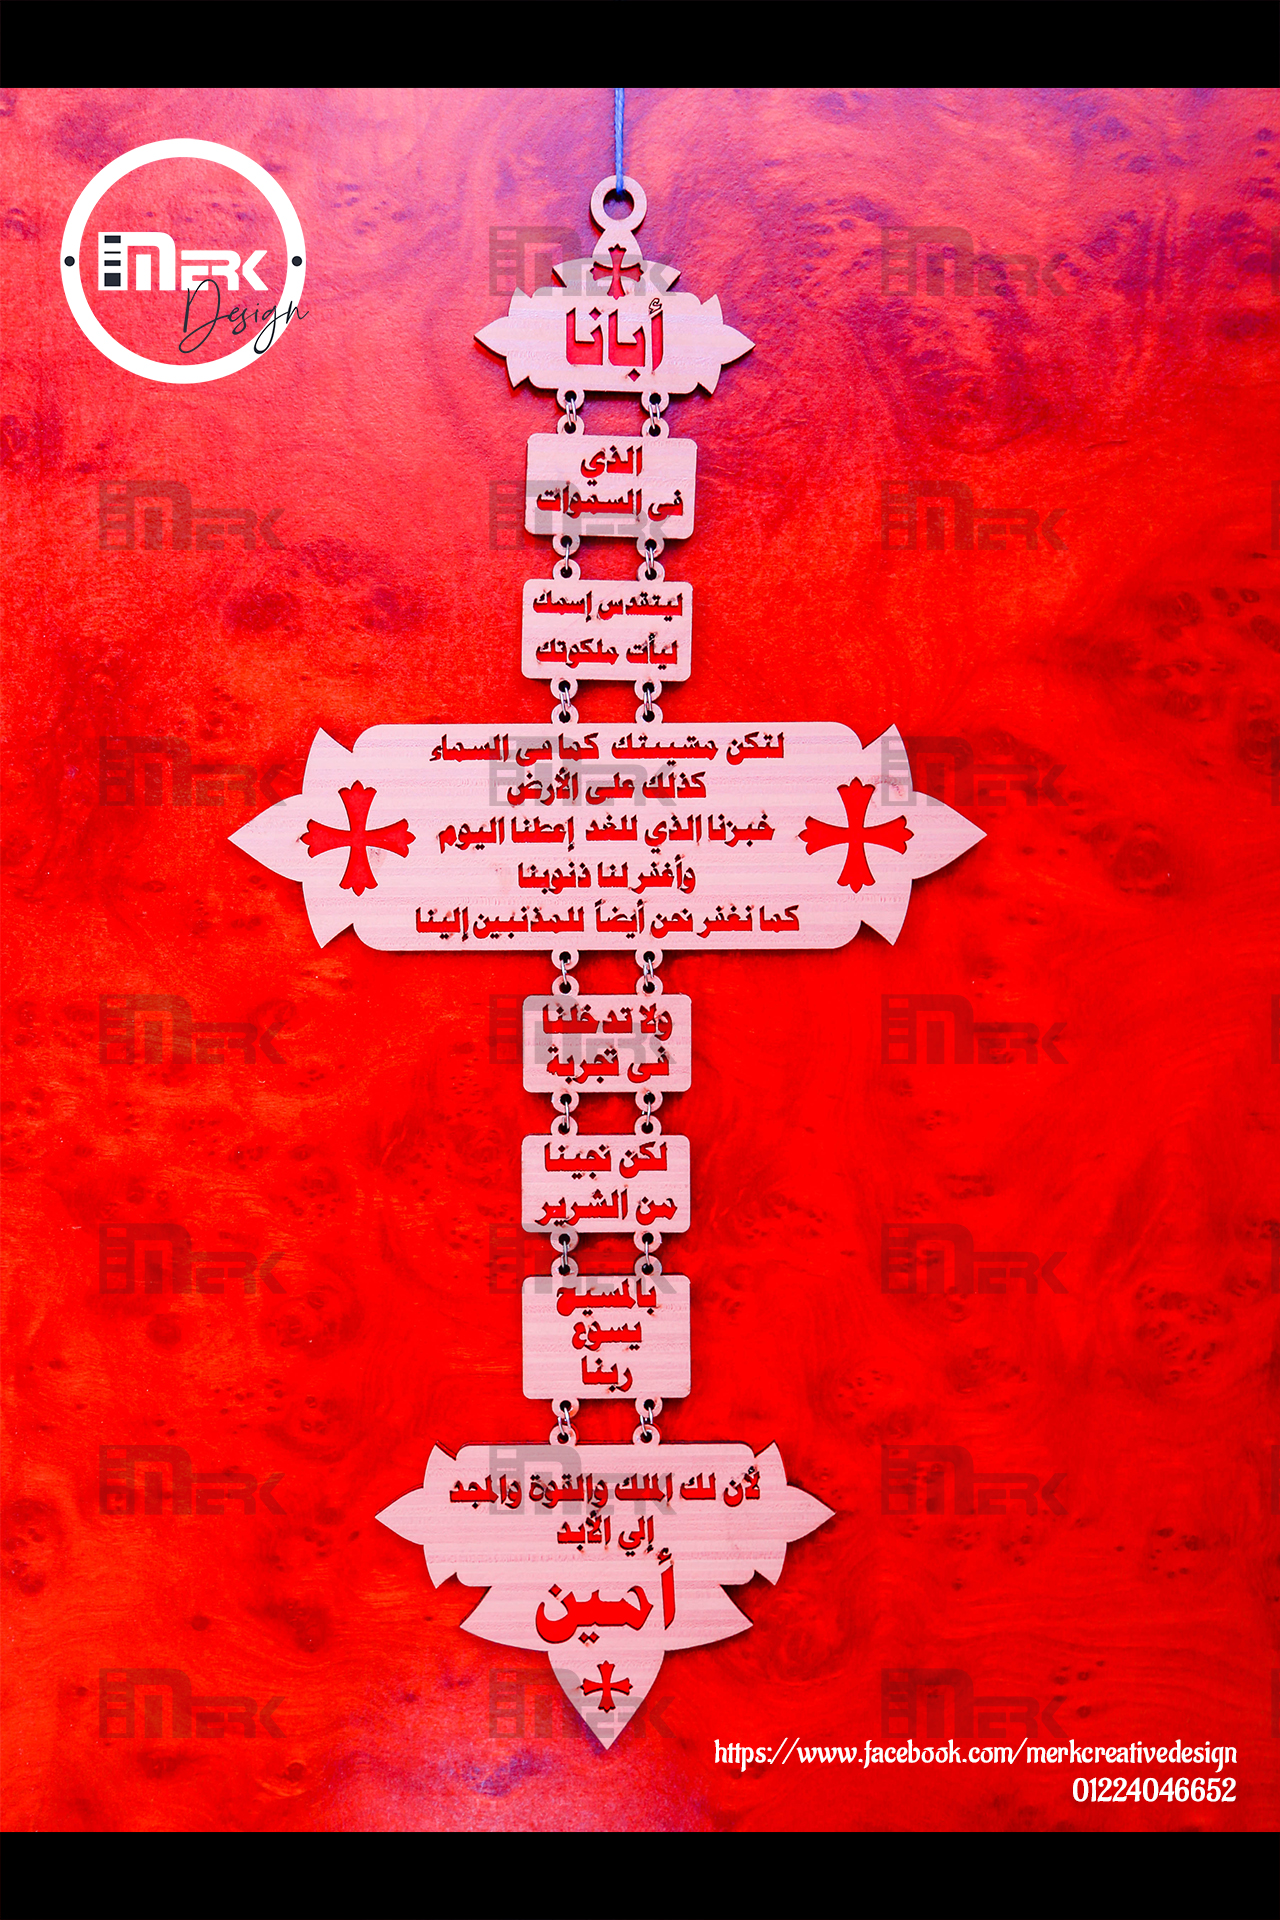 MERK
Design
أبانا
الذي
فى السموات
ليتقدس إسمك
ليأت ملكوتك
لتكن مشيئتك كما فى السماء
كذلك على الأرض
خبزنا الذي للغد إعطنا اليوم
وأغفر لنا ذنوبنا
كما نغفر نحن أيضاً للمذنبين إلينا
ولا تدخلنا
فى تجربة
لكن نجينا
من الشرير
بالمسيح
يسوع
ربنا
لأن لك الملك والقوة والمجد
إلي الأبد
أمين
https://www.facebook.com/merkcreativedesign
01224046652